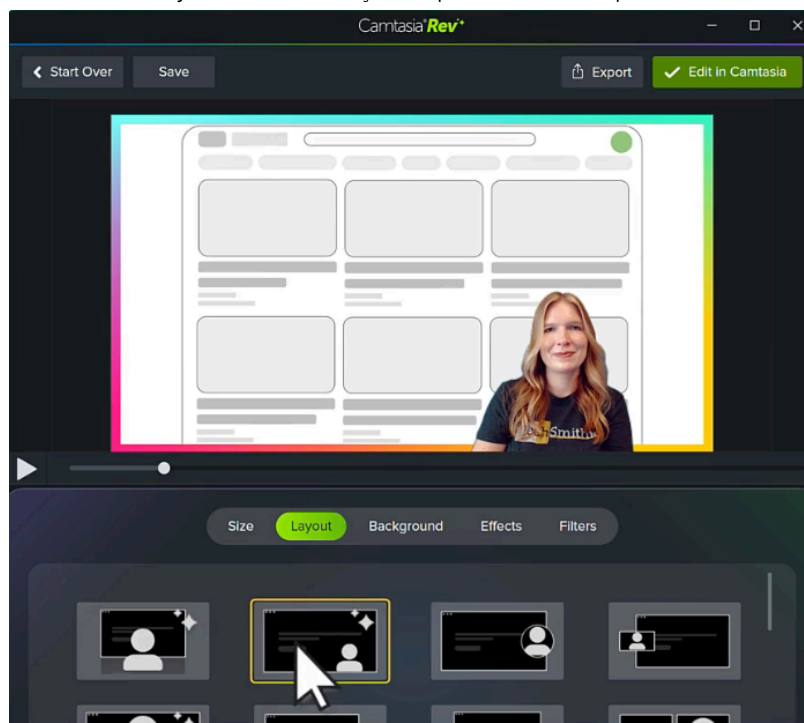 Camtasia® Rev
Start Over Save Export Edit in Camtasia
Size Layout Background Effects Filters